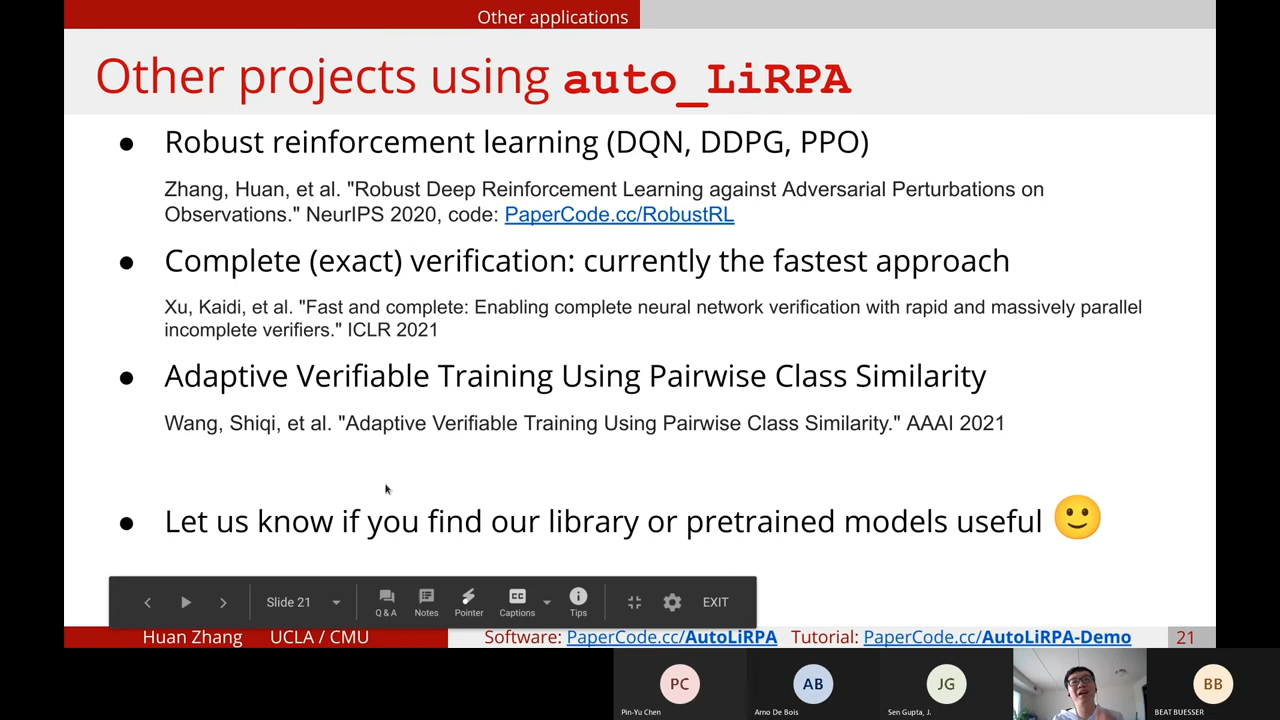 Other applications
Other projects using auto_LiRPA
● Robust reinforcement learning (DQN, DDPG, PPO)
Zhang, Huan, et al. "Robust Deep Reinforcement Learning against Adversarial Perturbations on
Observations." NeurIPS 2020, code: PaperCode.cc/RobustRL
● Complete (exact) verification: currently the fastest approach
Xu, Kaidi, et al. "Fast and complete: Enabling complete neural network verification with rapid and massively parallel
incomplete verifiers." ICLR 2021
● Adaptive Verifiable Training Using Pairwise Class Similarity
Wang, Shiqi, et al. "Adaptive Verifiable Training Using Pairwise Class Similarity." AAAI 2021
● Let us know if you find our library or pretrained models useful 🙂
Slide 21
Q & A
Notes
Pointer
CC
Captions
Tips
EXIT
Huan Zhang UCLA / CMU
Software: PaperCode.cc/AutoLiRPA Tutorial: PaperCode.cc/AutoLiRPA-Demo
21
PC
AB
JG
BB
Pin-Yu Chen
Arno De Bois
Sen Gupta, J.
BEAT BUESSER